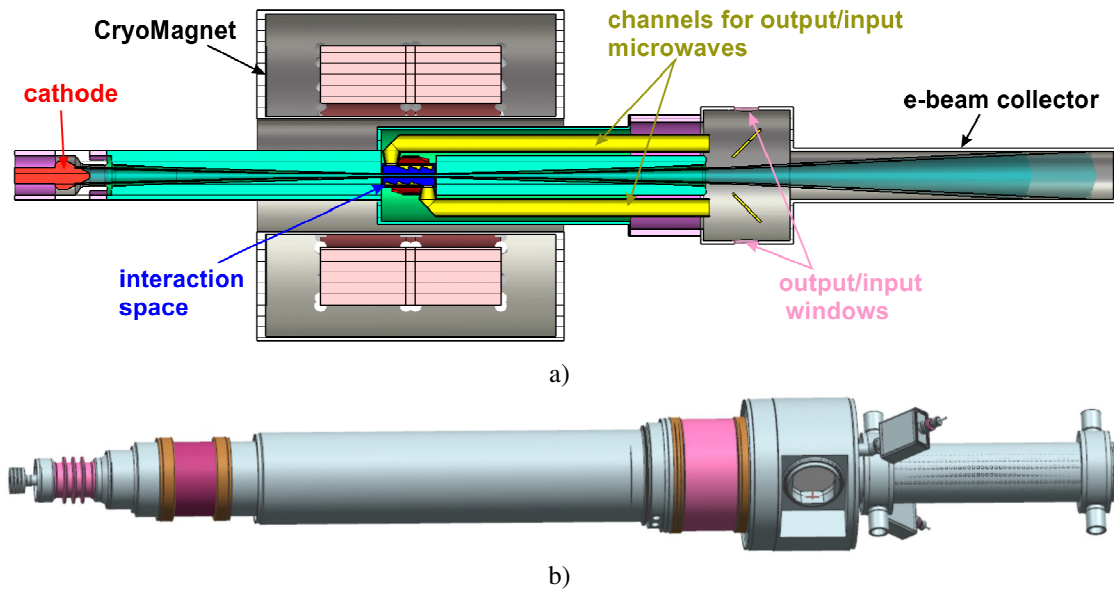 CryoMagnet
channels for output/input
microwaves
cathode
e-beam collector
interaction
space
output/input
windows
a)
b)